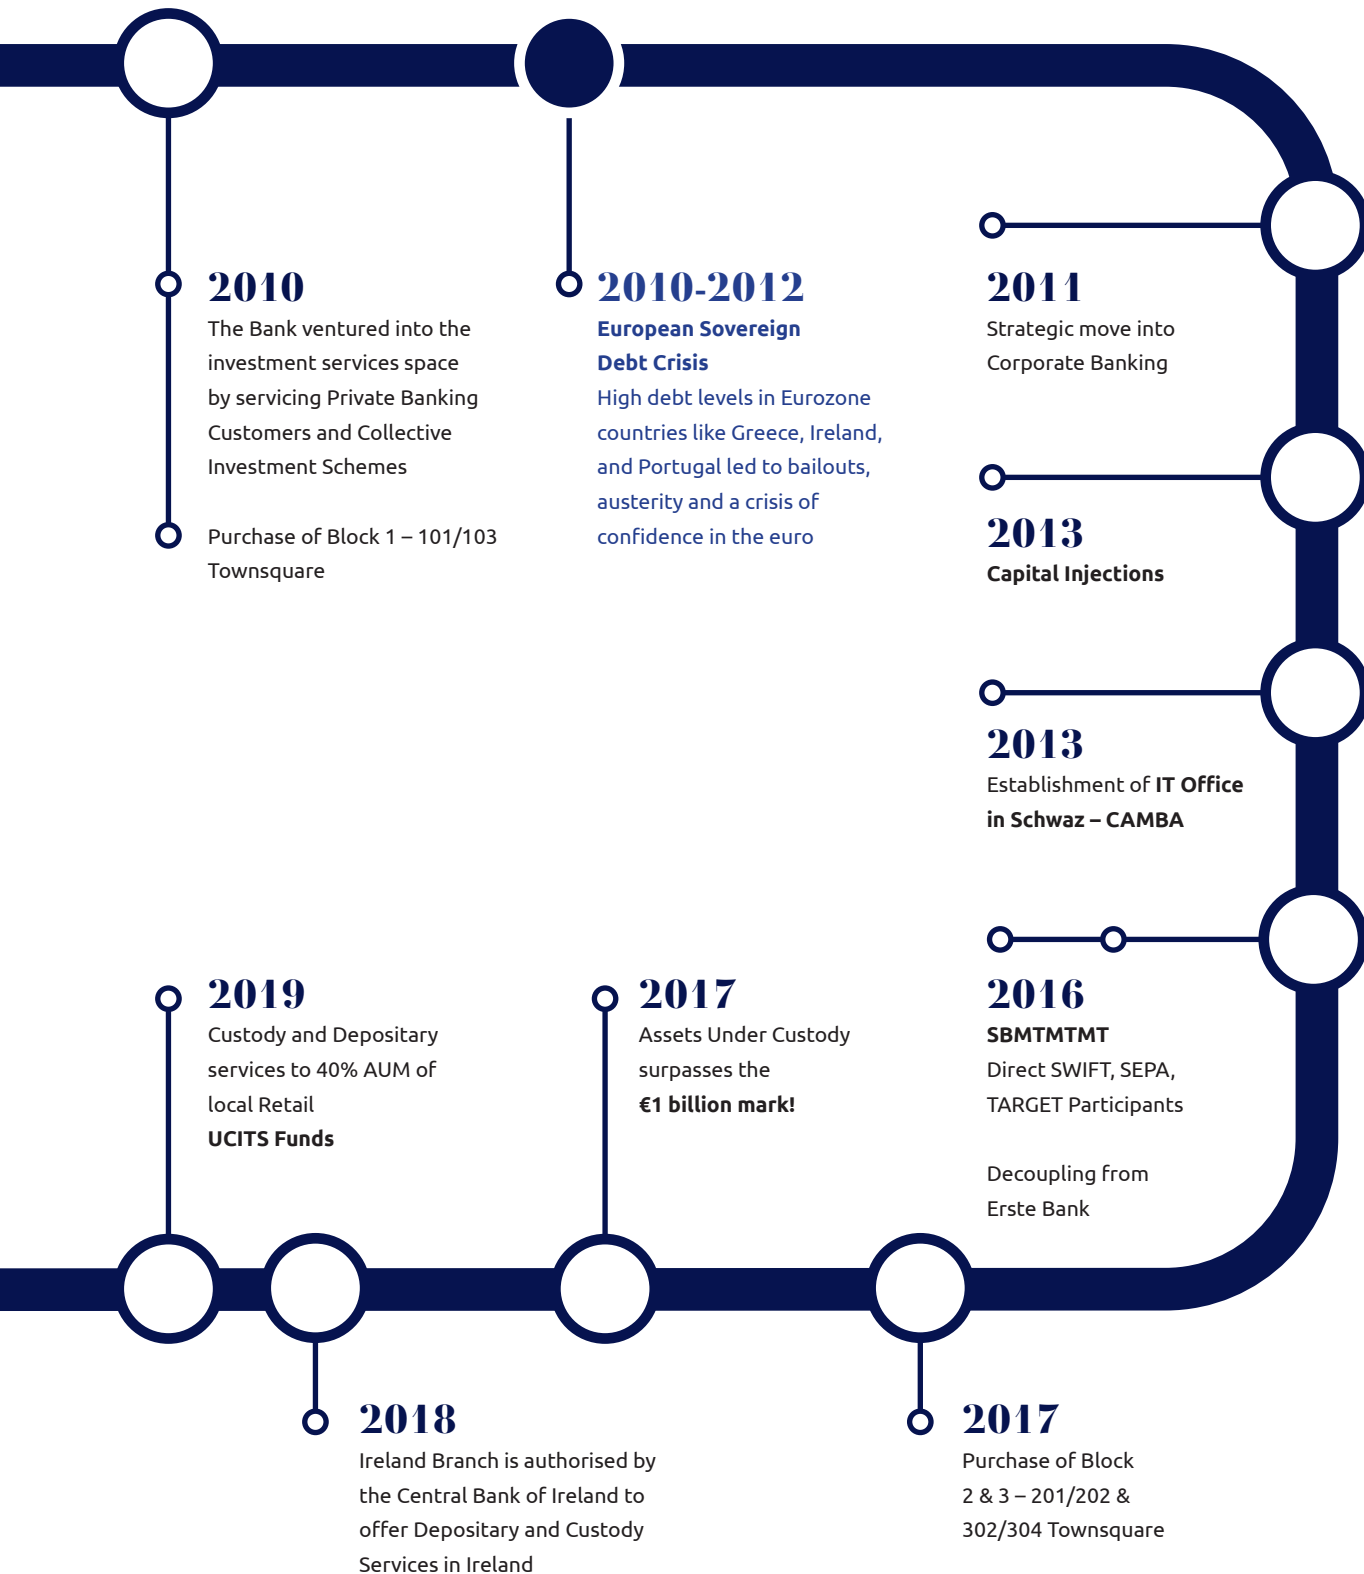 2010
The Bank ventured into the
investment services space
by servicing Private Banking
Customers and Collective
Investment Schemes
Purchase of Block 1 – 101/103
Townsquare
2010-2012
European Sovereign
Debt Crisis
High debt levels in Eurozone
countries like Greece, Ireland,
and Portugal led to bailouts,
austerity and a crisis of
confidence in the euro
2011
Strategic move into
Corporate Banking
2013
Capital Injections
2013
Establishment of IT Office
in Schwaz – CAMBA
2016
SBMTMTMT
Direct SWIFT, SEPA,
TARGET Participants
Decoupling from
Erste Bank
2017
Purchase of Block
2 & 3 – 201/202 &
302/304 Townsquare
2017
Assets Under Custody
surpasses the
€1 billion mark!
2018
Ireland Branch is authorised by
the Central Bank of Ireland to
offer Depositary and Custody
Services in Ireland
2019
Custody and Depositary
services to 40% AUM of
local Retail
UCITS Funds